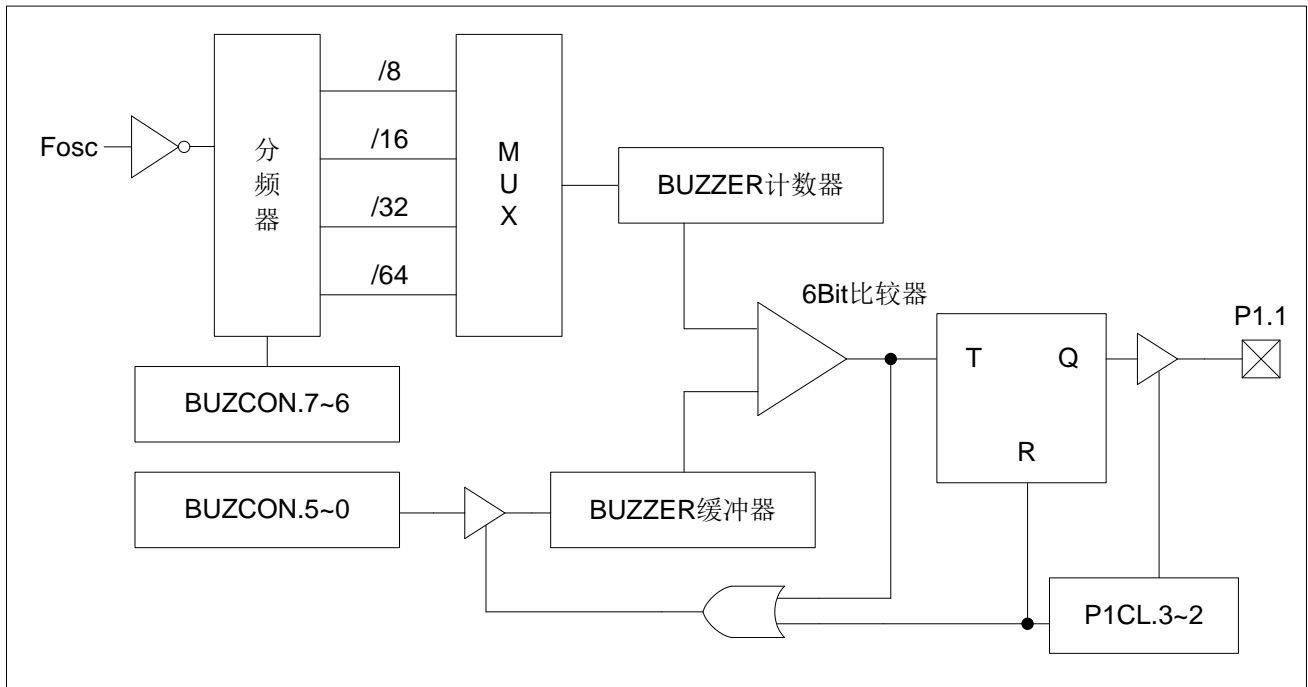 /8
Fosc
分频器
/16
/32
/64
MUX
BUZZER计数器
6Bit比较器
P1.1
T
Q
R
BUZCON.7~6
BUZCON.5~0
BUZZER缓冲器
P1CL.3~2